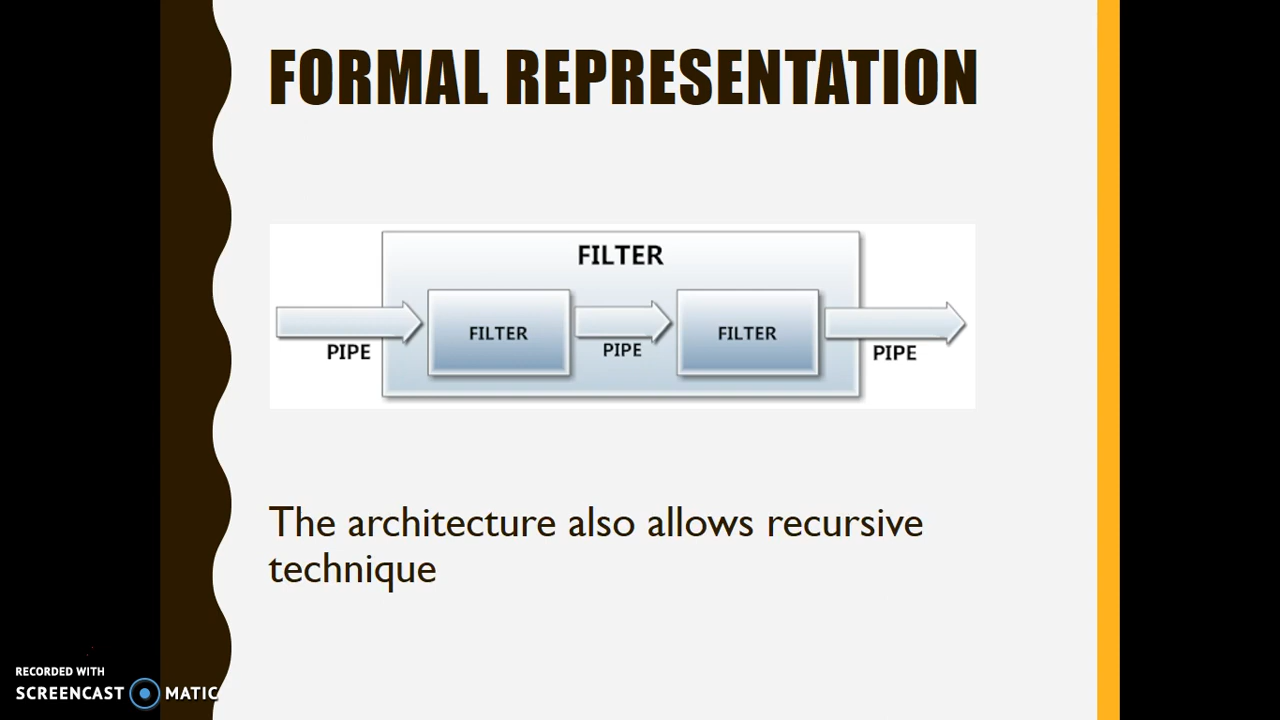 FORMAL REPRESENTATION
FILTER
FILTER
FILTER
PIPE
PIPE
PIPE
The architecture also allows recursive
technique
RECORDED WITH
SCREENCAST MATIC